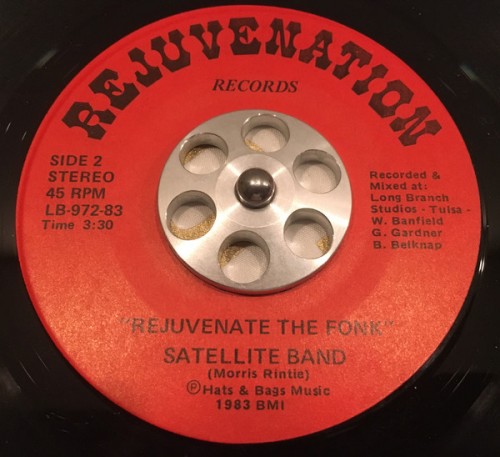 REJUVENATION
RECORDS
SIDE 2
STEREO
45 RPM
LB-972-83
Time 3:30
Recorded &
Mixed at:
Long Branch
Studios - Tulsa -
W. Banfield
G. Gardner
B. Belknap
"REJUVENATE THE FONK"
SATELLITE BAND
(Morris Rintie)
℗Hats & Bags Music
1983 BMI